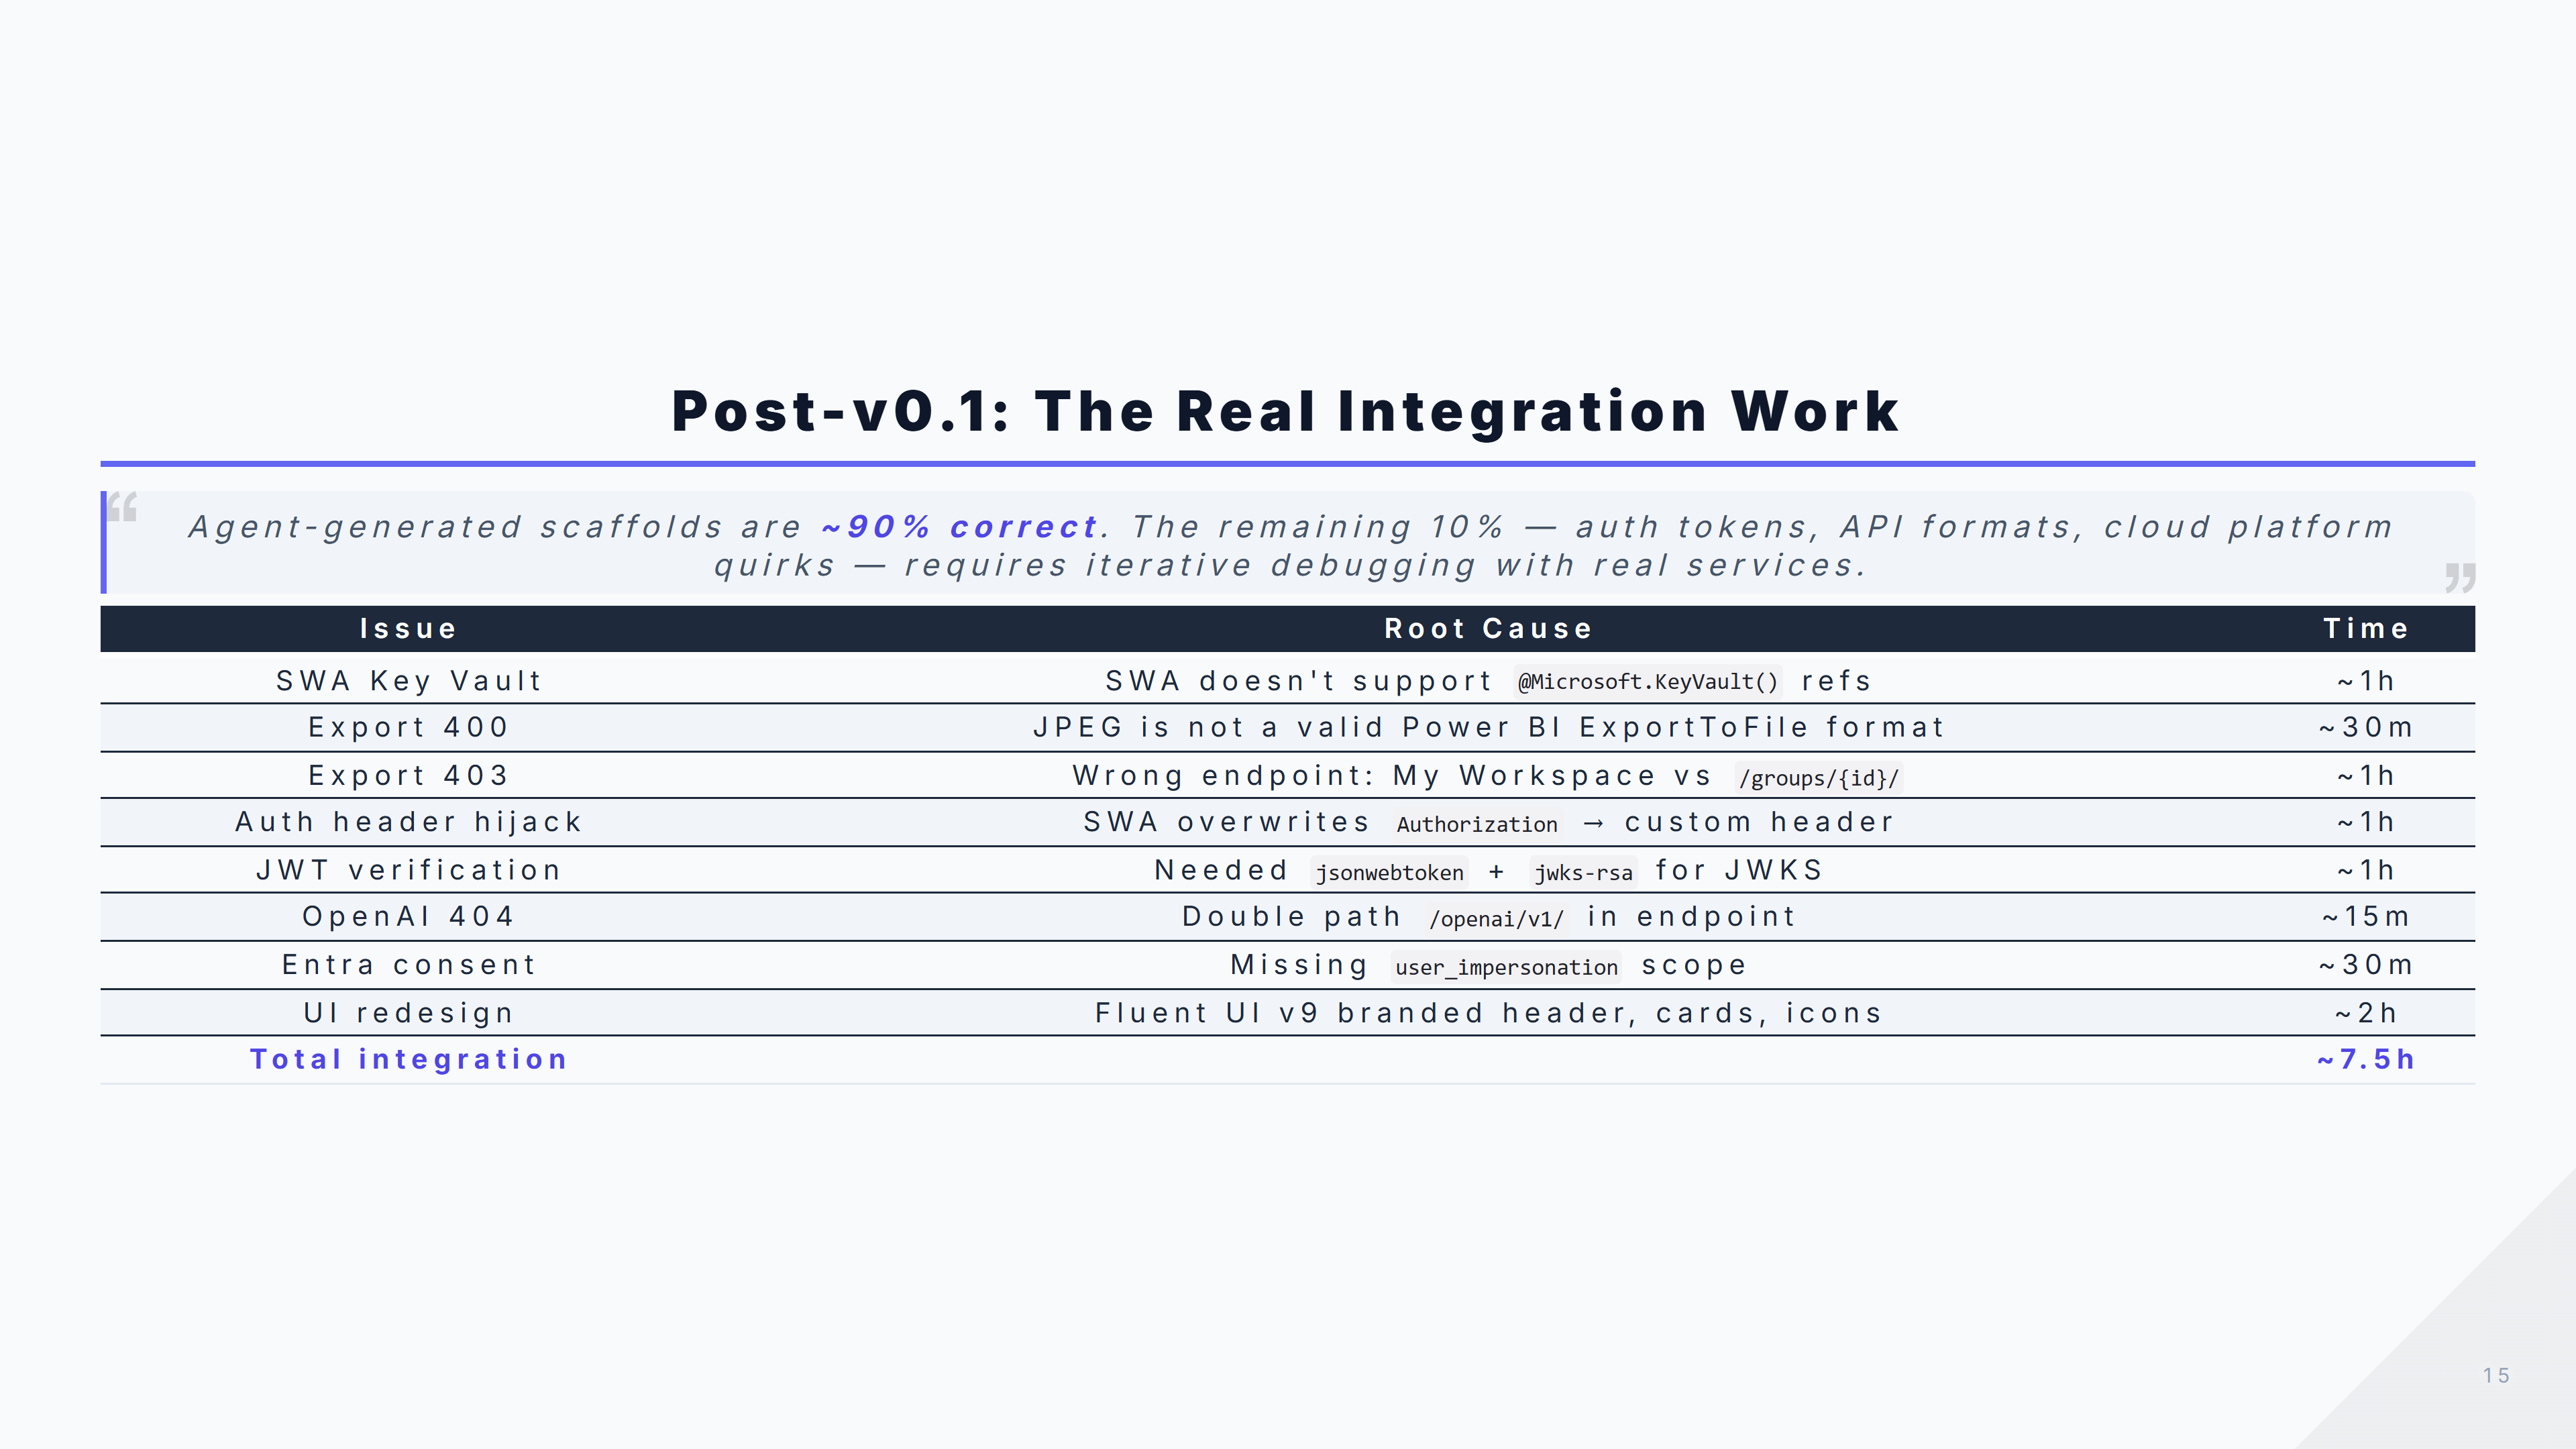 Post-v0.1: The Real Integration Work
“
Agent-generated scaffolds are ~90% correct. The remaining 10% — auth tokens, API formats, cloud platform
quirks — requires iterative debugging with real services.
”
Issue Root Cause Time
SWA Key Vault SWA doesn't support @Microsoft.KeyVault() refs ~1h
Export 400 JPEG is not a valid Power BI ExportToFile format ~30m
Export 403 Wrong endpoint: My Workspace vs /groups/{id}/ ~1h
Auth header hijack SWA overwrites Authorization → custom header ~1h
JWT verification Needed jsonwebtoken + jwks-rsa for JWKS ~1h
OpenAI 404 Double path /openai/v1/ in endpoint ~15m
Entra consent Missing user_impersonation scope ~30m
UI redesign Fluent UI v9 branded header, cards, icons ~2h
Total integration ~7.5h
15